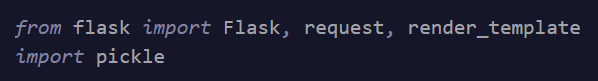 from flask import Flask, request, render_template
import pickle